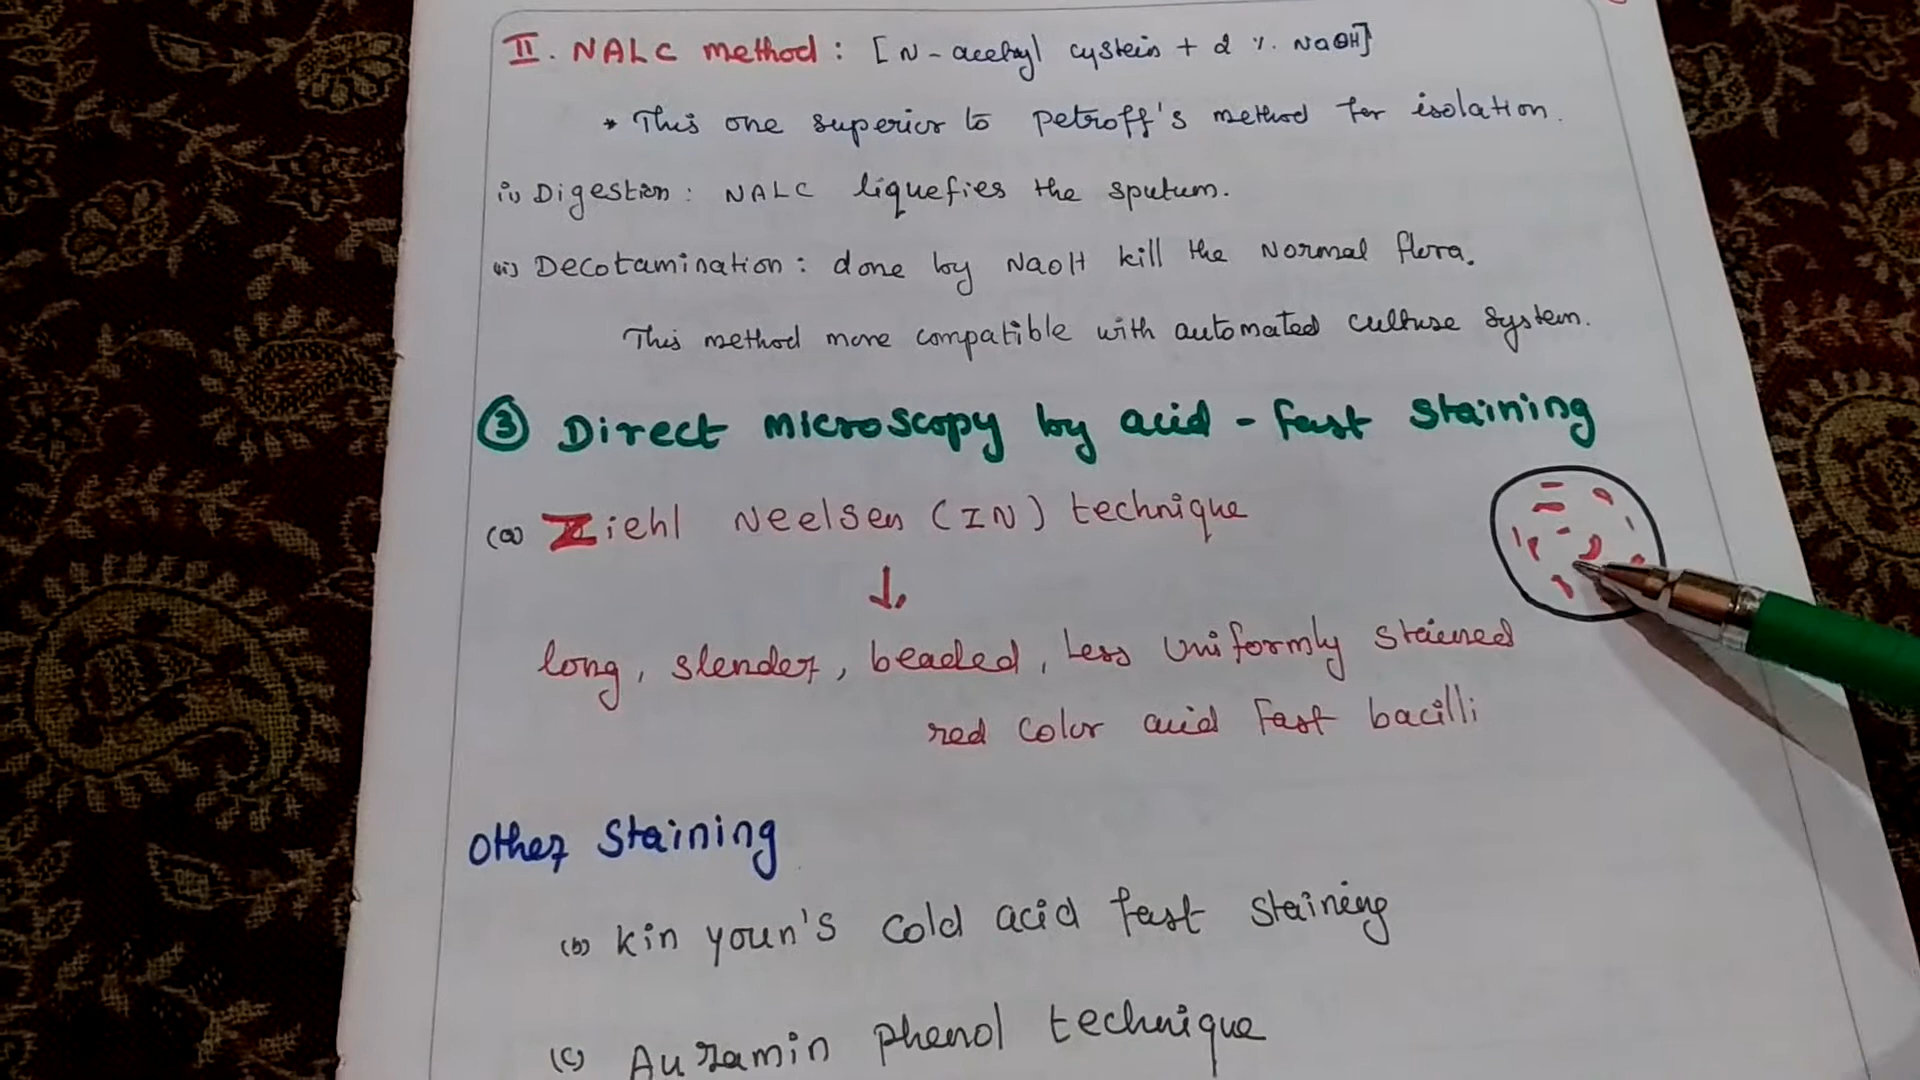 II. NALC method : [N - acetyl cystein + 2 %. NaOH]
* This one superior to petroff's method for isolation.
i) Digestion : NALC liquefies the sputum.
ii) Decotamination : done by NaOH kill the Normal flora.
This method more compatible with automated culture system.
③ Direct microscopy by acid - fast staining
(a) Ziehl Neelsen (ZN) technique
↓
long, slender, beaded, Less Uniformly stained
red color acid Fast bacilli
Other Staining
(b) Kin youn's Cold acid fast staining
(c) Auramin phenol technique